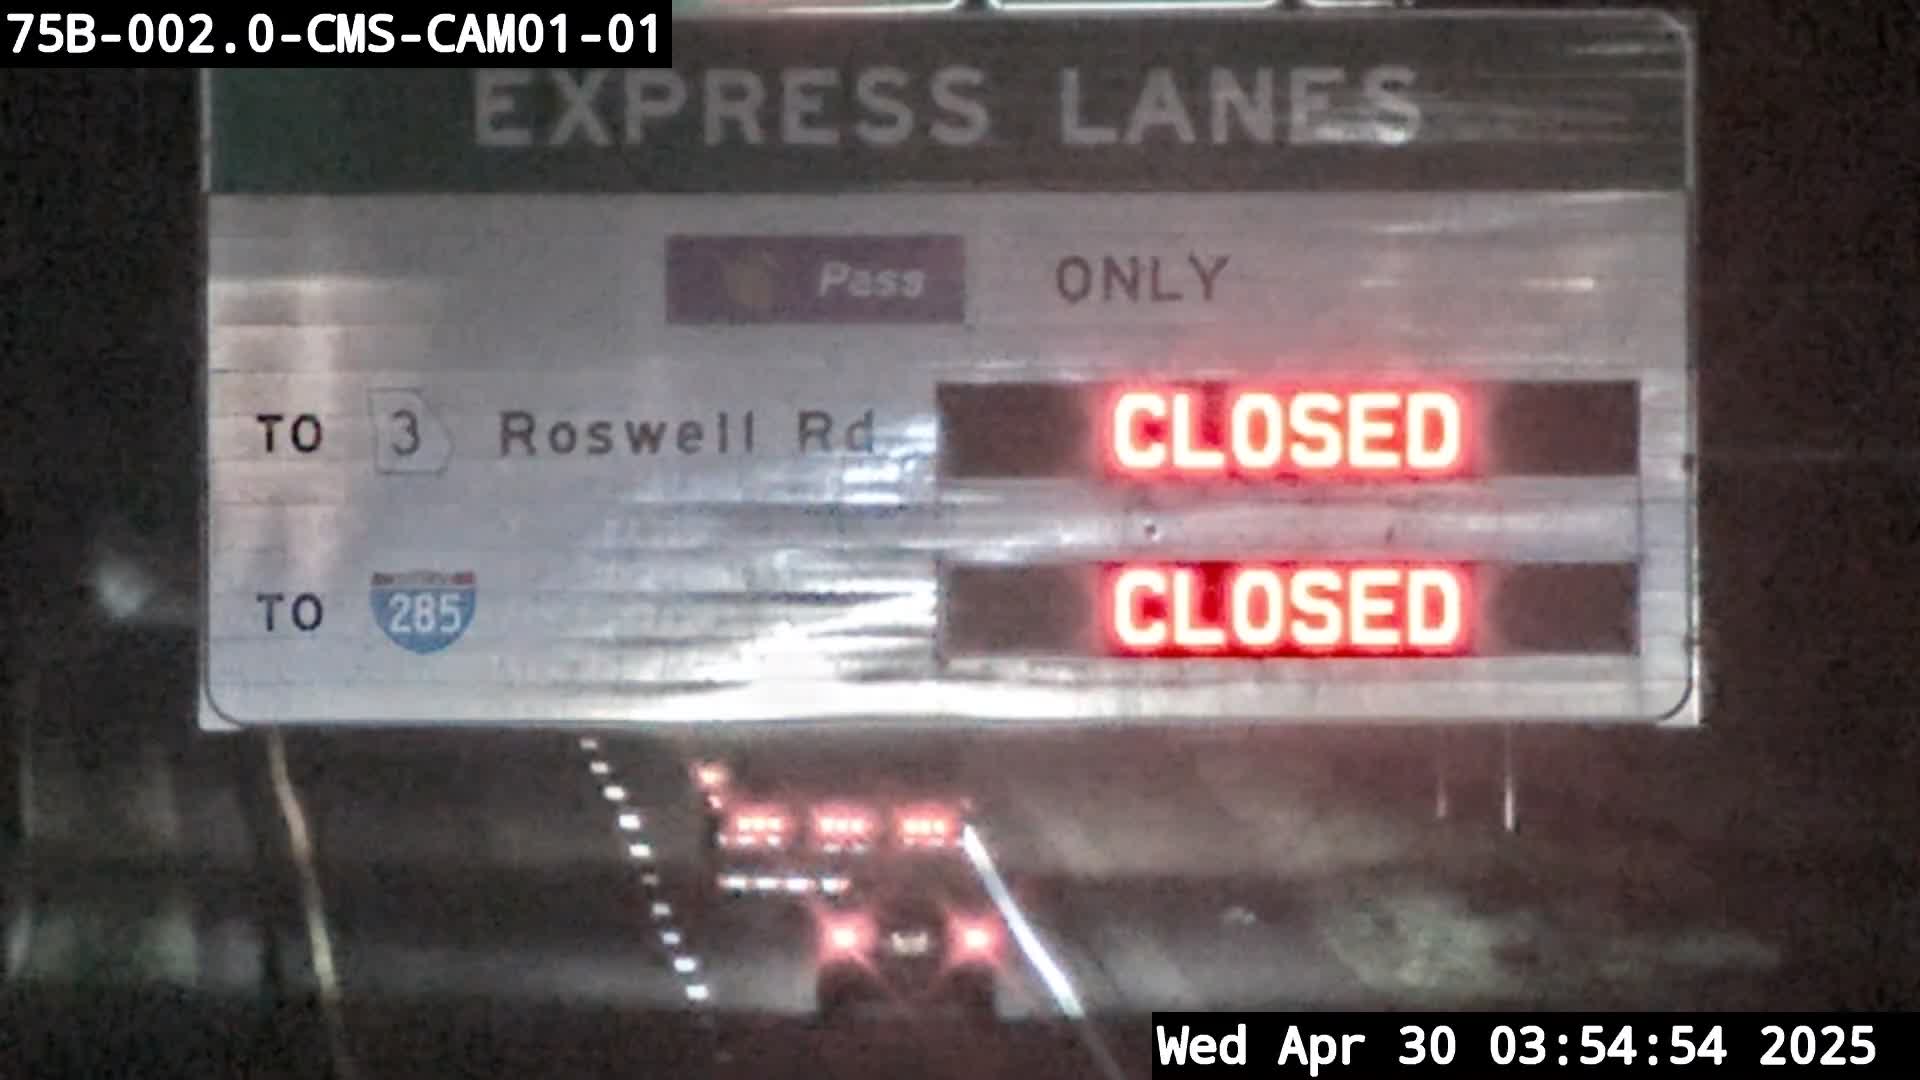 75B-002.0-CMS-CAM01-01
EXPRESS LANES
Pass ONLY
TO 3 Roswell Rd CLOSED
TO 285 CLOSED
Wed Apr 30 03:54:54 2025